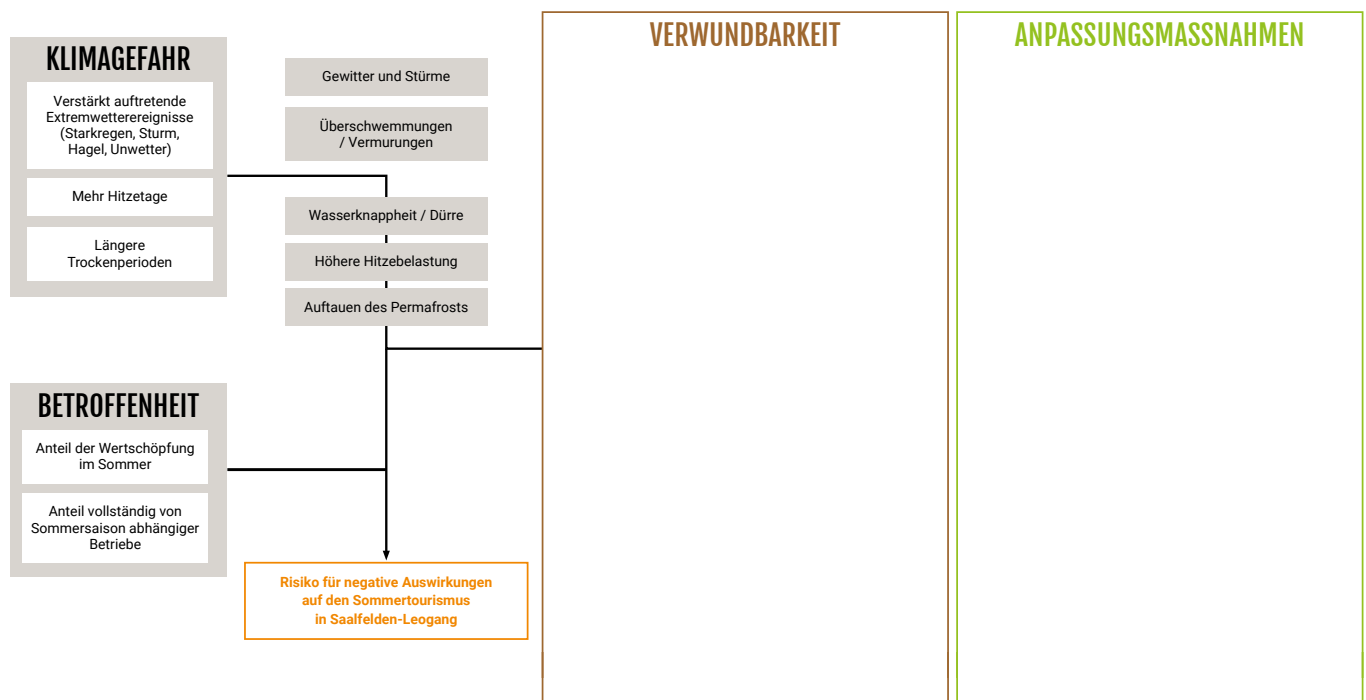 KLIMAGEFAHR
Verstärkt auftretende
Extremwetterereignisse
(Starkregen, Sturm,
Hagel, Unwetter)
Mehr Hitzetage
Längere
Trockenperioden
Gewitter und Stürme
Überschwemmungen
/ Vermurungen
Wasserknappheit / Dürre
Höhere Hitzebelastung
Auftauen des Permafrosts
BETROFFENHEIT
Anteil der Wertschöpfung
im Sommer
Anteil vollständig von
Sommersaison abhängiger
Betriebe
Risiko für negative Auswirkungen
auf den Sommertourismus
in Saalfelden-Leogang
VERWUNDBARKEIT
ANPASSUNGSMASSNAHMEN